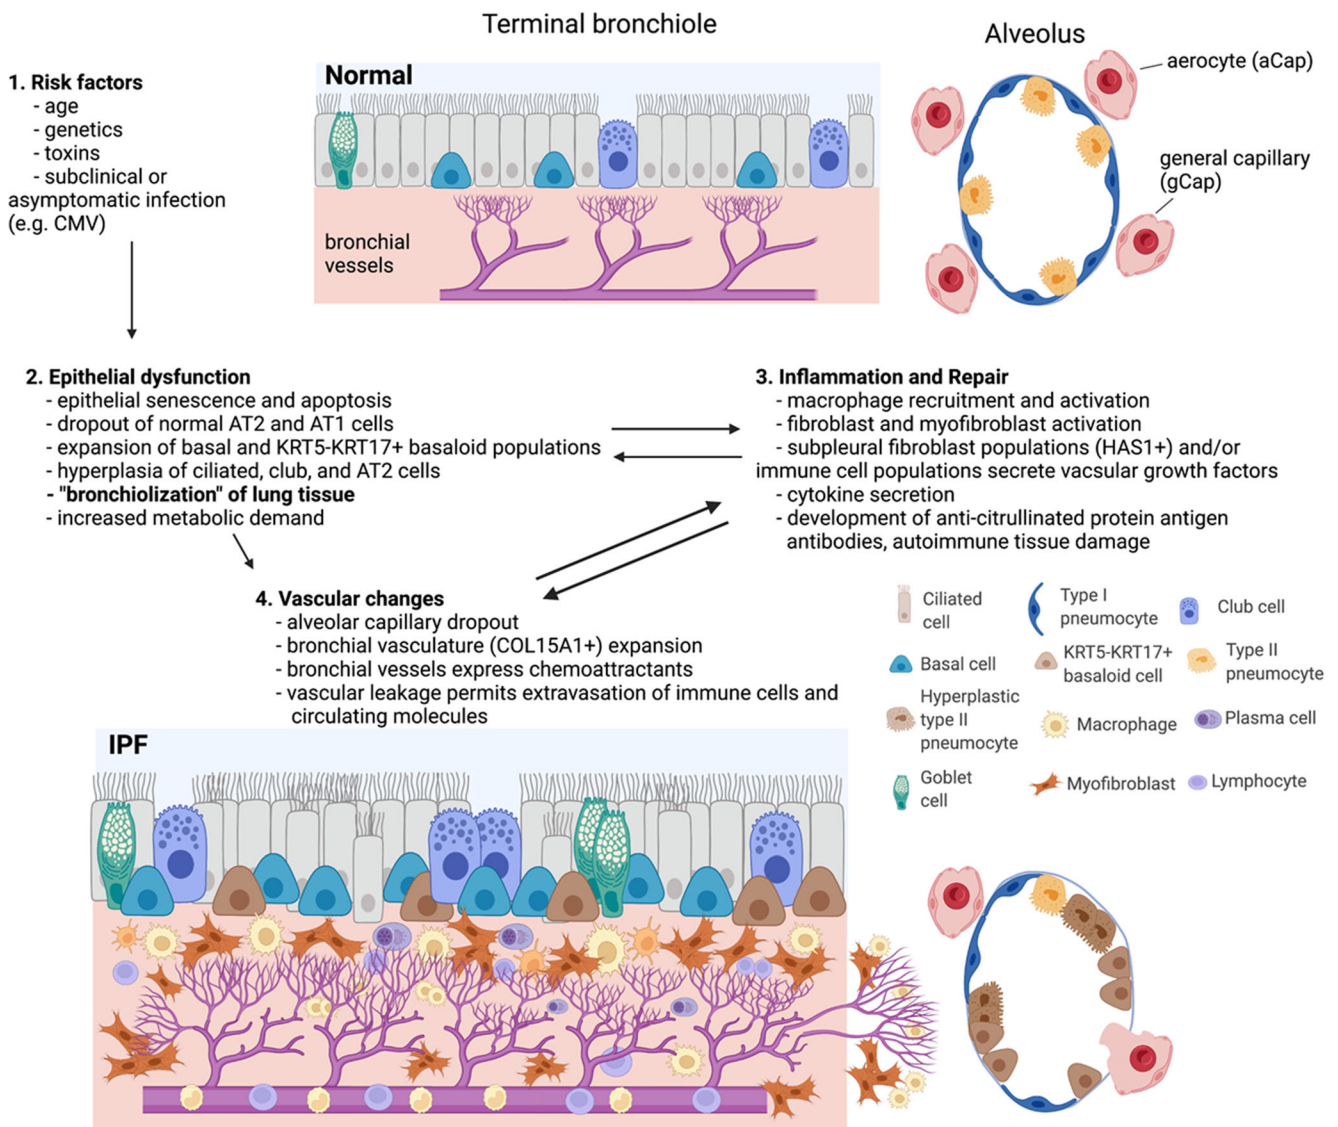 Terminal bronchiole
Alveolus
Normal
aerocyte (aCap)
general capillary
(gCap)
bronchial
vessels
1. Risk factors
- age
- genetics
- toxins
- subclinical or
asymptomatic infection
(e.g. CMV)
2. Epithelial dysfunction
- epithelial senescence and apoptosis
- dropout of normal AT2 and AT1 cells
- expansion of basal and KRT5-KRT17+ basaloid populations
- hyperplasia of ciliated, club, and AT2 cells
- "bronchiolization" of lung tissue
- increased metabolic demand
3. Inflammation and Repair
- macrophage recruitment and activation
- fibroblast and myofibroblast activation
- subpleural fibroblast populations (HAS1+) and/or
immune cell populations secrete vacsular growth factors
- cytokine secretion
- development of anti-citrullinated protein antigen
antibodies, autoimmune tissue damage
4. Vascular changes
- alveolar capillary dropout
- bronchial vasculature (COL15A1+) expansion
- bronchial vessels express chemoattractants
- vascular leakage permits extravasation of immune cells and
circulating molecules
Ciliated
cell
Type I
pneumocyte
Club cell
Basal cell
KRT5-KRT17+
basaloid cell
Type II
pneumocyte
Hyperplastic
type II
pneumocyte
Macrophage
Plasma cell
Goblet
cell
Myofibroblast
Lymphocyte
IPF